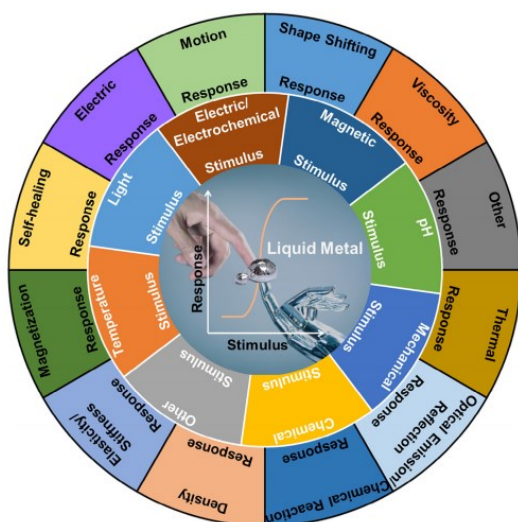 Motion
Response
Shape Shifting
Response
Viscosity
Response
Other
Response
Thermal
Response
Optical Emission/
Reflection
Response
Chemical Reaction
Response
Density
Response
Elasticity/
Stiffness
Response
Magnetization
Response
Self-healing
Response
Electric
Response
Electric/
Electrochemical
Stimulus
Magnetic
Stimulus
pH
Stimulus
Mechanical
Stimulus
Chemical
Stimulus
Other
Stimulus
Temperature
Stimulus
Light
Stimulus
Liquid Metal
Response
Stimulus